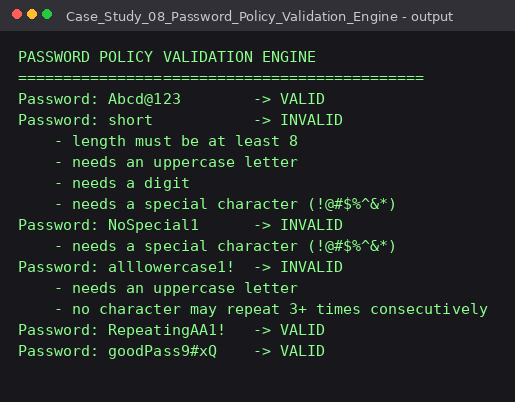 Case_Study_08_Password_Policy_Validation_Engine - output
PASSWORD POLICY VALIDATION ENGINE
=============================================
Password: Abcd@123        -> VALID
Password: short           -> INVALID
    - length must be at least 8
    - needs an uppercase letter
    - needs a digit
    - needs a special character (!@#$%^&*)
Password: NoSpecial1      -> INVALID
    - needs a special character (!@#$%^&*)
Password: alllowercase1!  -> INVALID
    - needs an uppercase letter
    - no character may repeat 3+ times consecutively
Password: RepeatingAA1!   -> VALID
Password: goodPass9#xQ    -> VALID